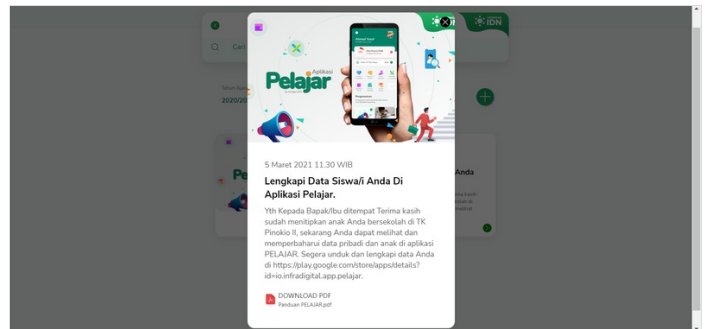 IDN
Cari
Aplikasi
Pelajar
Tahun Ajaran
2020/20
Pe
Anda
5 Maret 2021 11.30 WIB
Lengkapi Data Siswa/i Anda Di
Aplikasi Pelajar.
Yth Kepada Bapak/Ibu ditempat Terima kasih
sudah menitipkan anak Anda bersekolah di TK
Pinokio II, sekarang Anda dapat melihat dan
memperbaharui data pribadi dan anak di aplikasi
PELAJAR. Segera unduh dan lengkapi data Anda
di https://play.google.com/store/apps/details?
id=io.infradigital.app.pelajar.
DOWNLOAD PDF
Panduan PELAJAR.pdf